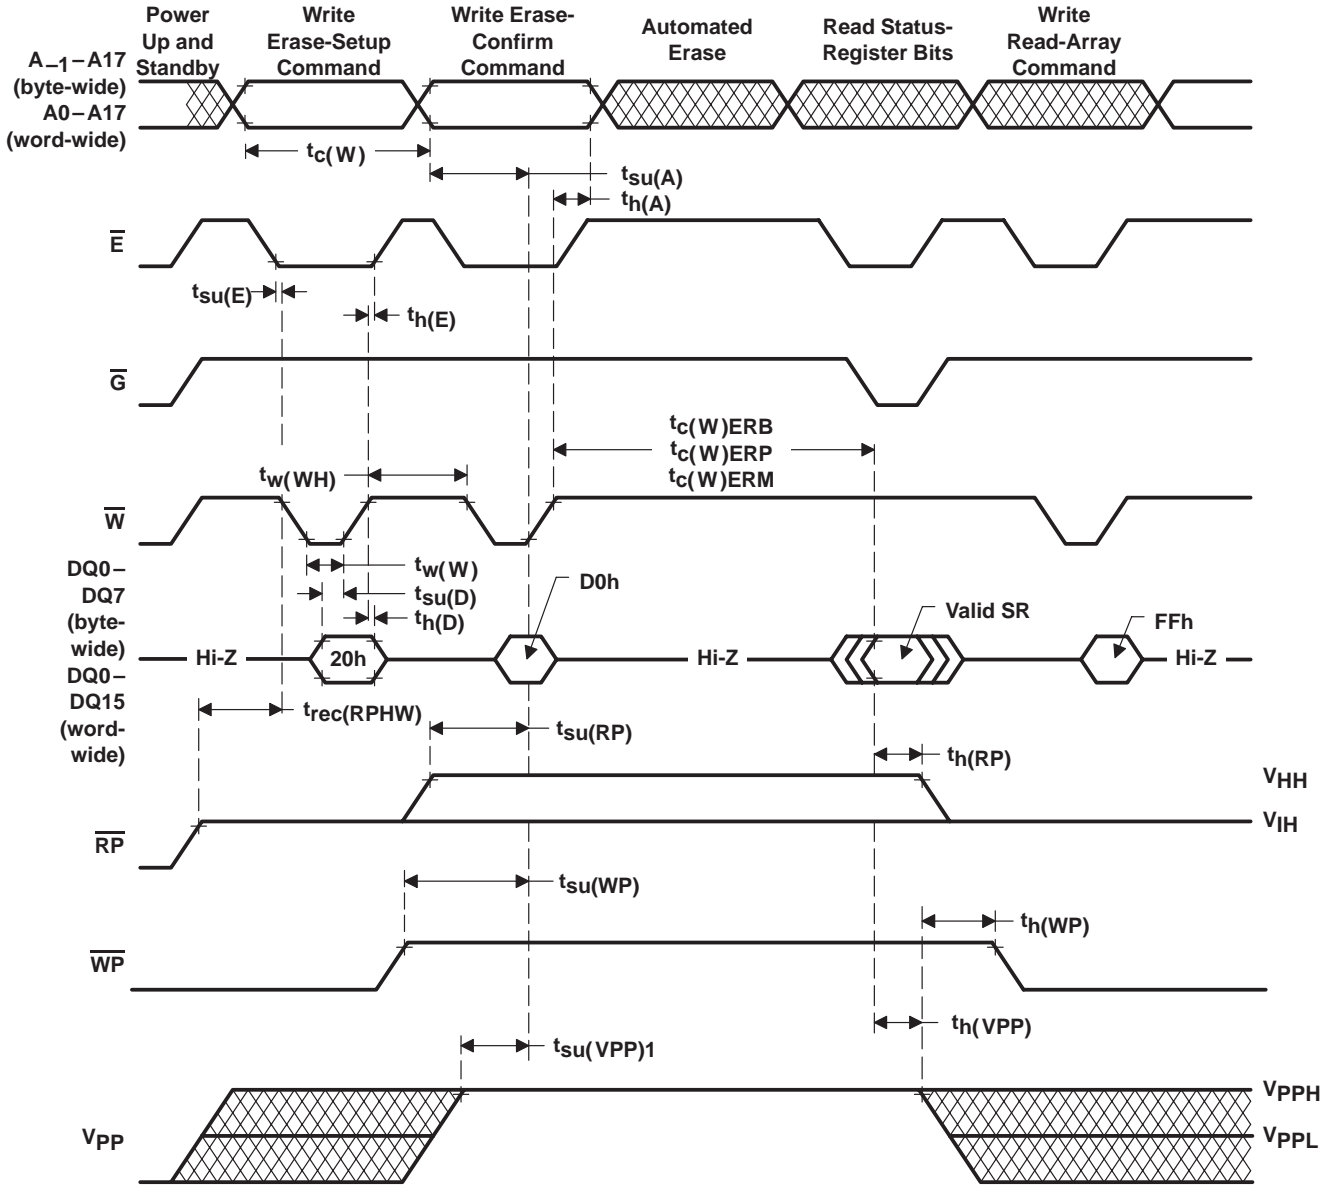 Power
Up and
Standby
Write
Erase-Setup
Command
Write Erase-
Confirm
Command
Automated
Erase
Read Status-
Register Bits
Write
Read-Array
Command
A–1–A17
(byte-wide)
A0–A17
(word-wide)
tc(W)
tsu(A)
th(A)
E
tsu(E)
th(E)
G
tc(W)ERB
tc(W)ERP
tc(W)ERM
tw(WH)
W
DQ0–
DQ7
(byte-
wide)
DQ0–
DQ15
(word-
wide)
tw(W)
tsu(D)
th(D)
D0h
Valid SR
FFh
Hi-Z
20h
Hi-Z
Hi-Z
trec(RPHW)
tsu(RP)
th(RP)
VHH
VIH
RP
tsu(WP)
th(WP)
WP
th(VPP)
tsu(VPP)1
VPPH
VPP
VPPL